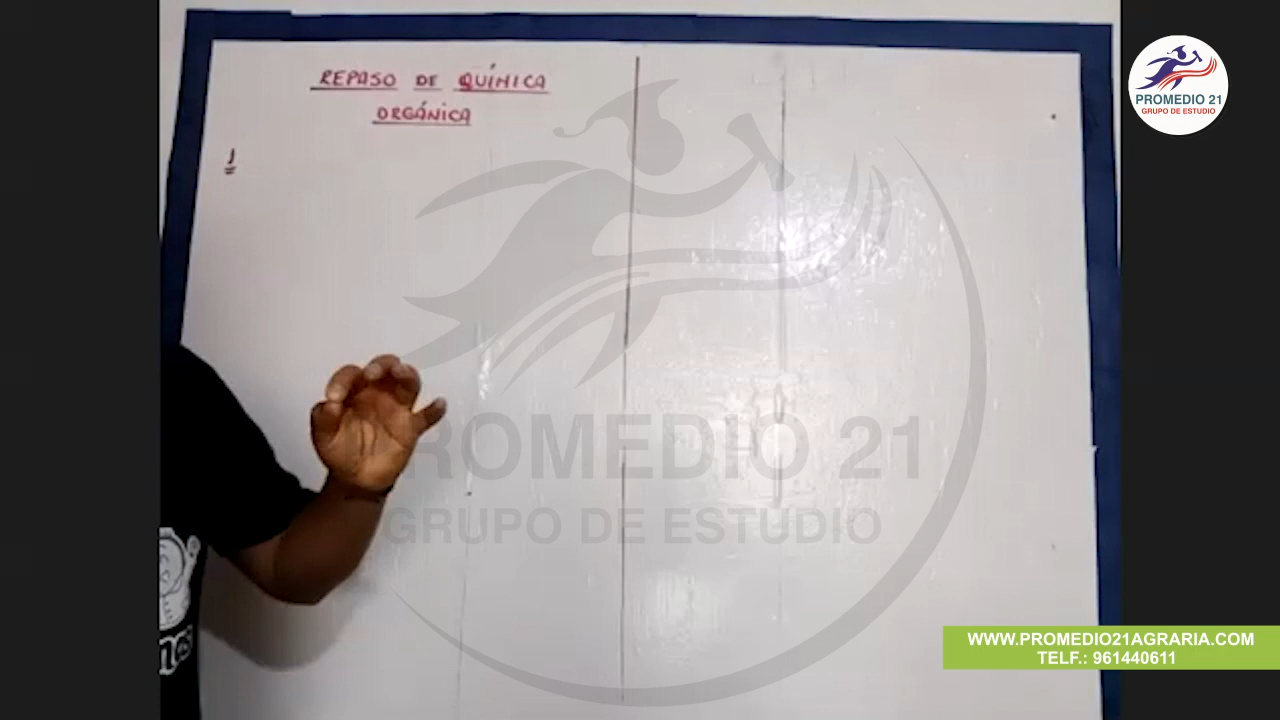 REPASO DE QUÍMICA
ORGÁNICA
1
PROMEDIO 21
GRUPO DE ESTUDIO
PROMEDIO 21
GRUPO DE ESTUDIO
WWW.PROMEDIO21AGRARIA.COM
TELF.: 961440611